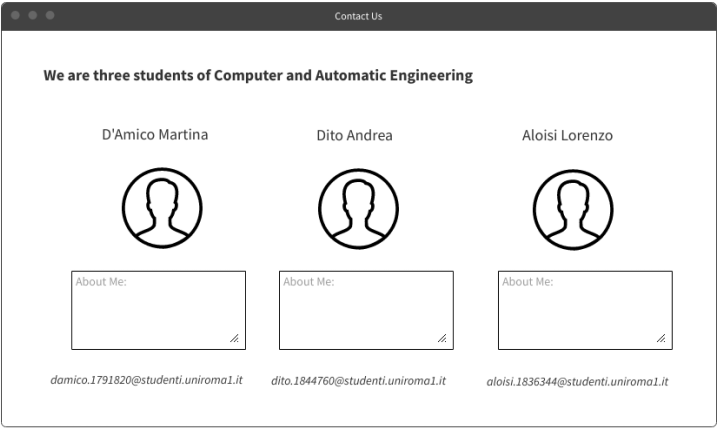 Contact Us
We are three students of Computer and Automatic Engineering
D'Amico Martina
Dito Andrea
Aloisi Lorenzo
About Me:
About Me:
About Me:
damico.1791820@studenti.uniroma1.it
dito.1844760@studenti.uniroma1.it
aloisi.1836344@studenti.uniroma1.it